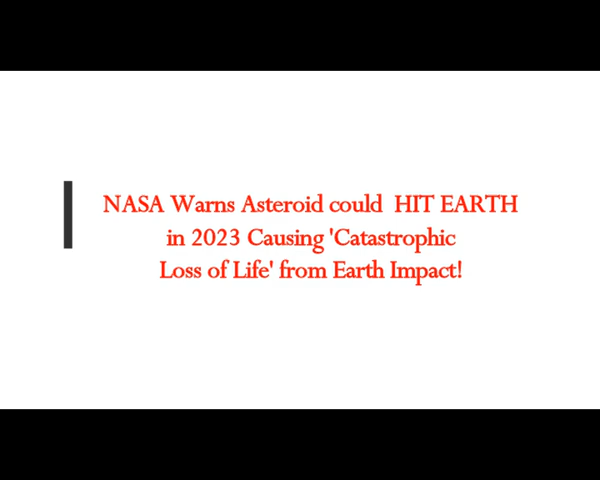 NASA Warns Asteroid could  HIT EARTH
in 2023 Causing 'Catastrophic
Loss of Life' from Earth Impact!